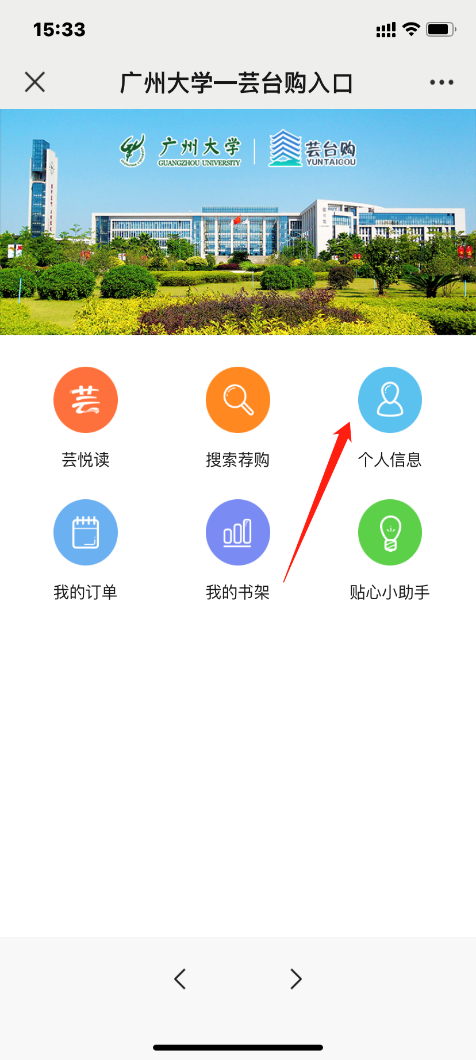 15:33
广州大学一芸台购入口
广州大学
GUANGZHOU UNIVERSITY
芸台购
YUNTAIGOU
芸
芸悦读
搜索荐购
个人信息
我的订单
我的书架
贴心小助手